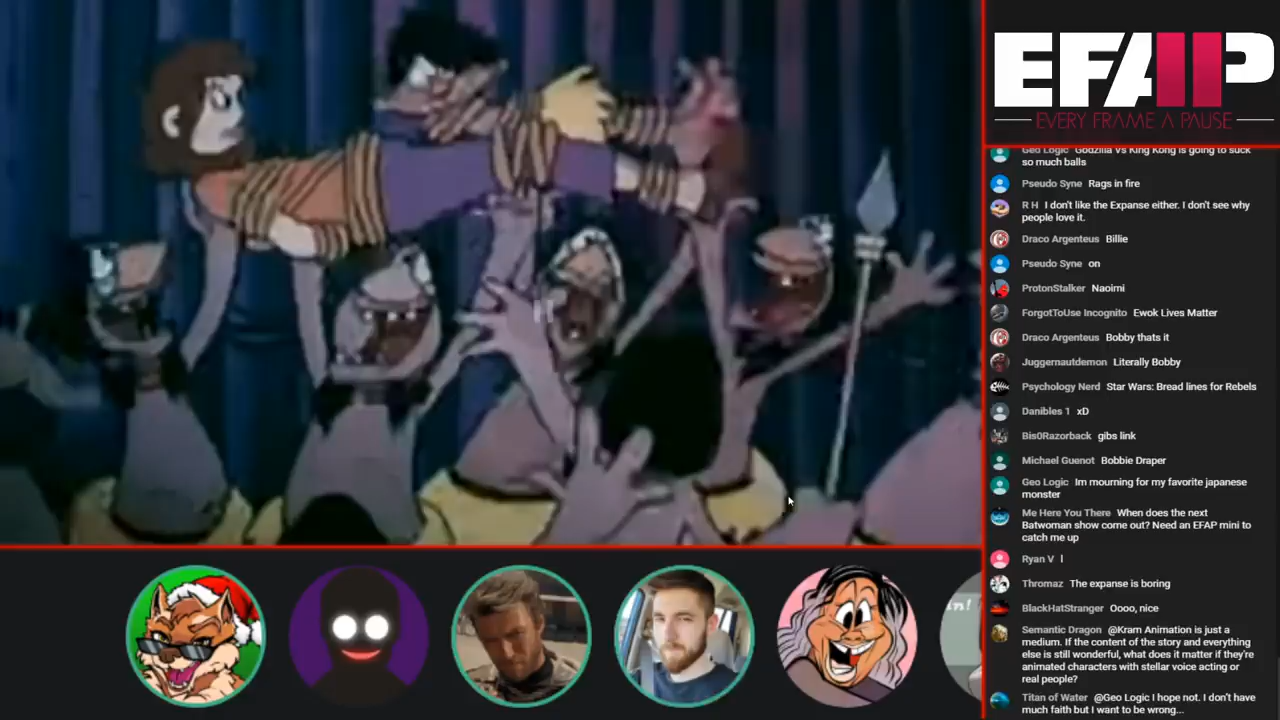 EFAP
EVERY FRAME A PAUSE
Geo Logic Godzilla Vs King Kong is going to suck
so much balls
Pseudo Syne Rags in fire
R H I don't like the Expanse either. I don't see why
people love it.
Draco Argenteus Billie
Pseudo Syne on
ProtonStalker Naoimi
ForgotToUse Incognito Ewok Lives Matter
Draco Argenteus Bobby thats it
Juggernautdemon Literally Bobby
Psychology Nerd Star Wars: Bread lines for Rebels
Danibles 1 xD
Bis0Razorback gibs link
Michael Guenot Bobbie Draper
Geo Logic Im mourning for my favorite japanese
monster
Me Here You There When does the next
Batwoman show come out? Need an EFAP mini to
catch me up
Ryan V I
Thromaz The expanse is boring
BlackHatStranger Oooo, nice
Semantic Dragon @Kram Animation is just a
medium. If the content of the story and everything
else is still wonderful, what does it matter if they're
animated characters with stellar voice acting or
real people?
Titan of Water @Geo Logic I hope not. I don't have
much faith but I want to be wrong...